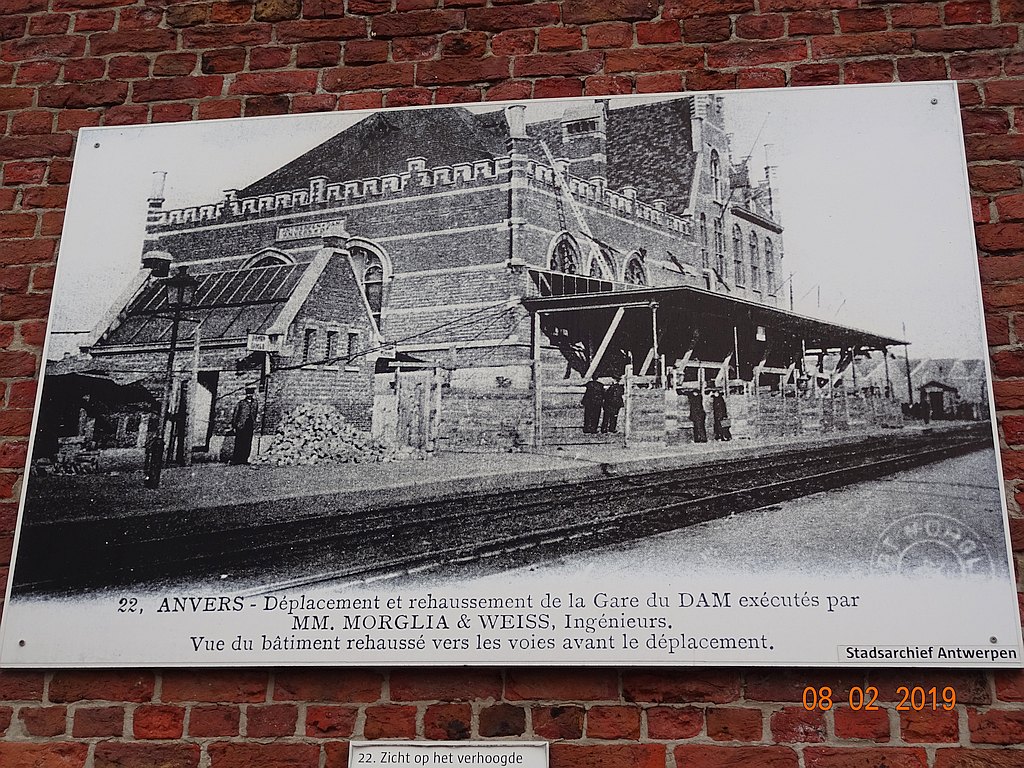 22, ANVERS - Déplacement et rehaussement de la Gare du DAM exécutés par
MM. MORGLIA & WEISS, Ingénieurs.
Vue du bâtiment rehaussé vers les voies avant le déplacement.
Stadsarchief Antwerpen
08 02 2019
22. Zicht op het verhoogde